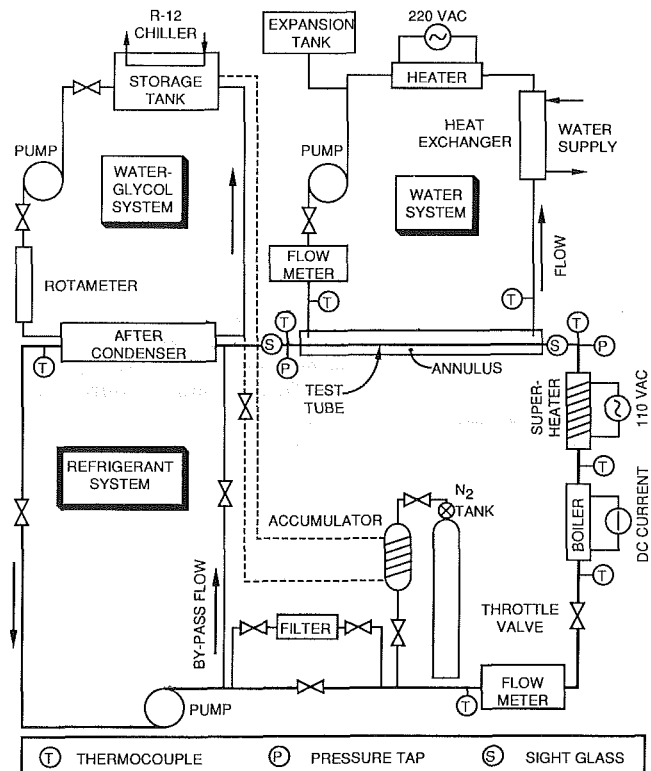 R-12
CHILLER
STORAGE
TANK
EXPANSION
TANK
220 VAC
HEATER
HEAT
EXCHANGER
WATER
SUPPLY
PUMP
WATER-
GLYCOL
SYSTEM
PUMP
WATER
SYSTEM
FLOW
METER
FLOW
ROTAMETER
T
T
AFTER
CONDENSER
T
S
T
P
TEST
TUBE
ANNULUS
S
T
P
SUPER-
HEATER
110 VAC
T
REFRIGERANT
SYSTEM
ACCUMULATOR
N2
TANK
BOILER
DC CURRENT
T
BY-PASS FLOW
FILTER
THROTTLE
VALVE
PUMP
T
FLOW
METER
T THERMOCOUPLE
P PRESSURE TAP
S SIGHT GLASS